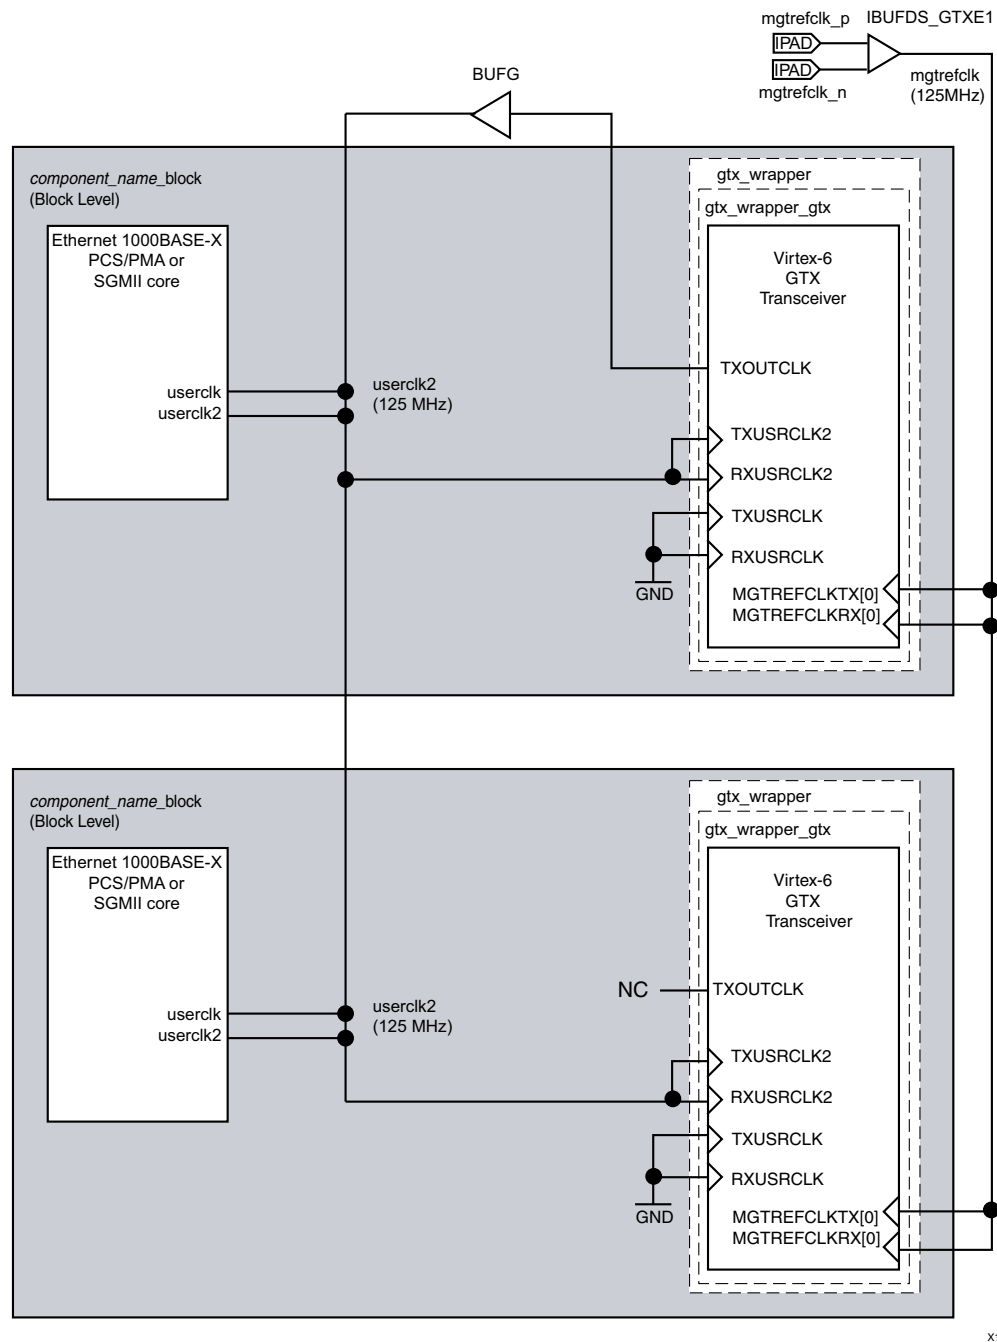 mgtrefclk_p
IBUFDS_GTXE1
IPAD
IPAD
mgtrefclk_n
mgtrefclk
(125MHz)
BUFG
component_name_block
(Block Level)
Ethernet 1000BASE-X
PCS/PMA or
SGMII core
userclk
userclk2
userclk2
(125 MHz)
gtx_wrapper
gtx_wrapper_gtx
Virtex-6
GTX
Transceiver
TXOUTCLK
TXUSRCLK2
RXUSRCLK2
TXUSRCLK
RXUSRCLK
GND
MGTREFCLKTX[0]
MGTREFCLKRX[0]
component_name_block
(Block Level)
Ethernet 1000BASE-X
PCS/PMA or
SGMII core
userclk
userclk2
userclk2
(125 MHz)
gtx_wrapper
gtx_wrapper_gtx
Virtex-6
GTX
Transceiver
NC
TXOUTCLK
TXUSRCLK2
RXUSRCLK2
TXUSRCLK
RXUSRCLK
GND
MGTREFCLKTX[0]
MGTREFCLKRX[0]